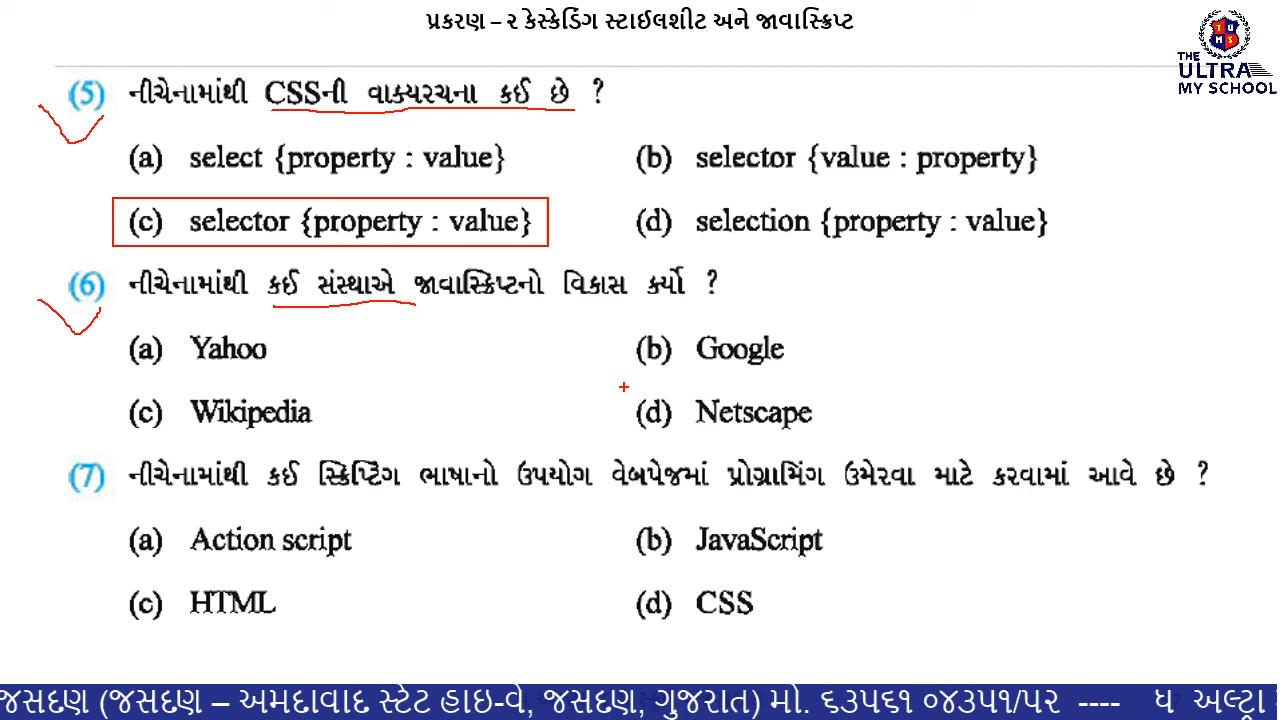 પ્રકરણ – ૨ કેસ્કેડિંગ સ્ટાઈલશીટ અને જાવાસ્ક્રિપ્ટ
TUMS
THE
ULTRA
MY SCHOOL
(5) નીચેનામાંથી CSSની વાક્યરચના કઈ છે ?
(a) select {property : value} (b) selector {value : property}
(c) selector {property : value} (d) selection {property : value}
(6) નીચેનામાંથી કઈ સંસ્થાએ જાવાસ્ક્રિપ્ટનો વિકાસ કર્યો ?
(a) Yahoo (b) Google
(c) Wikipedia (d) Netscape
(7) નીચેનામાંથી કઈ સ્ક્રિપ્ટિંગ ભાષાનો ઉપયોગ વેબપેજમાં પ્રોગ્રામિંગ ઉમેરવા માટે કરવામાં આવે છે ?
(a) Action script (b) JavaScript
(c) HTML (d) CSS
જસદણ (જસદણ – અમદાવાદ સ્ટેટ હાઇ-વે, જસદણ, ગુજરાત) મો. ૬૩૫૬૧ ૦૪૩૫૧/૫૨ ---- ધ અલ્ટ્રા